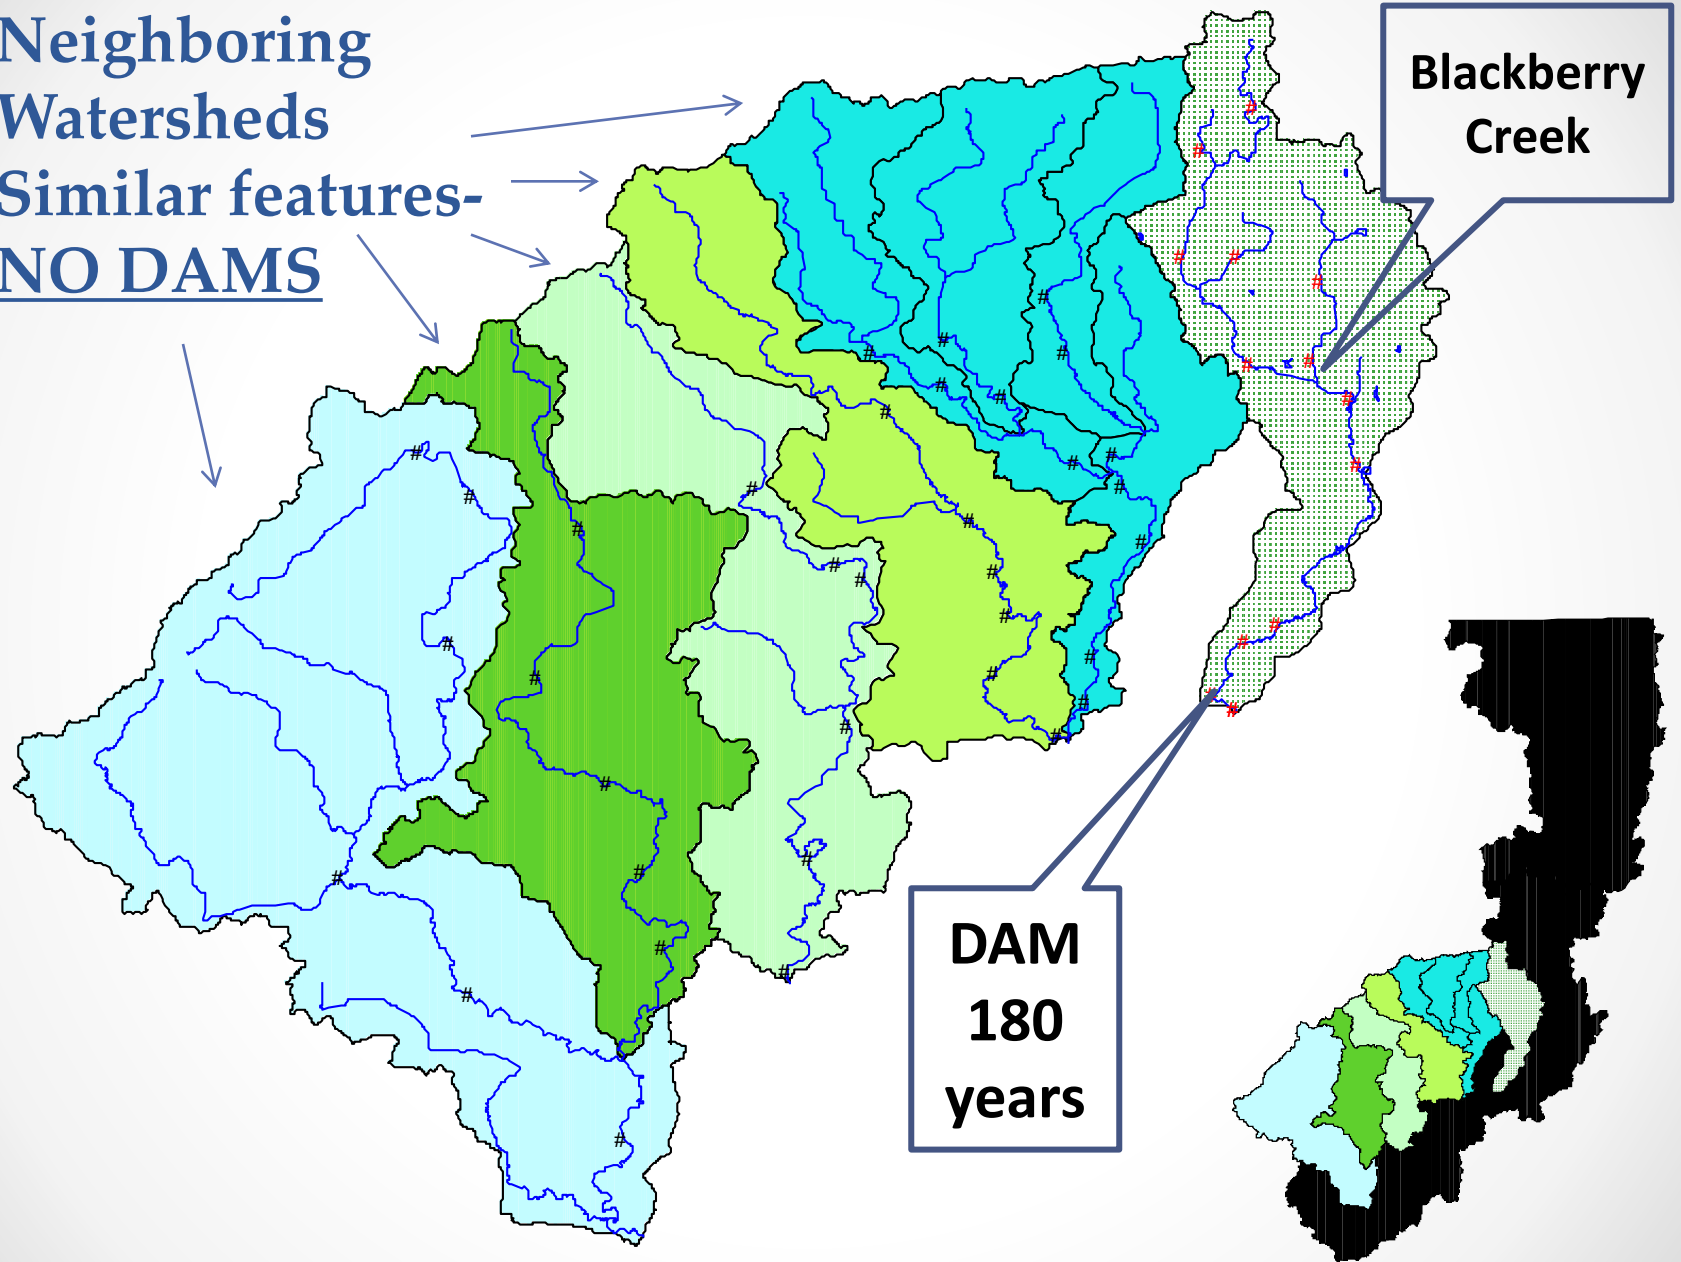 Neighboring
Watersheds
Similar features-
NO DAMS
Blackberry
Creek
DAM
180
years